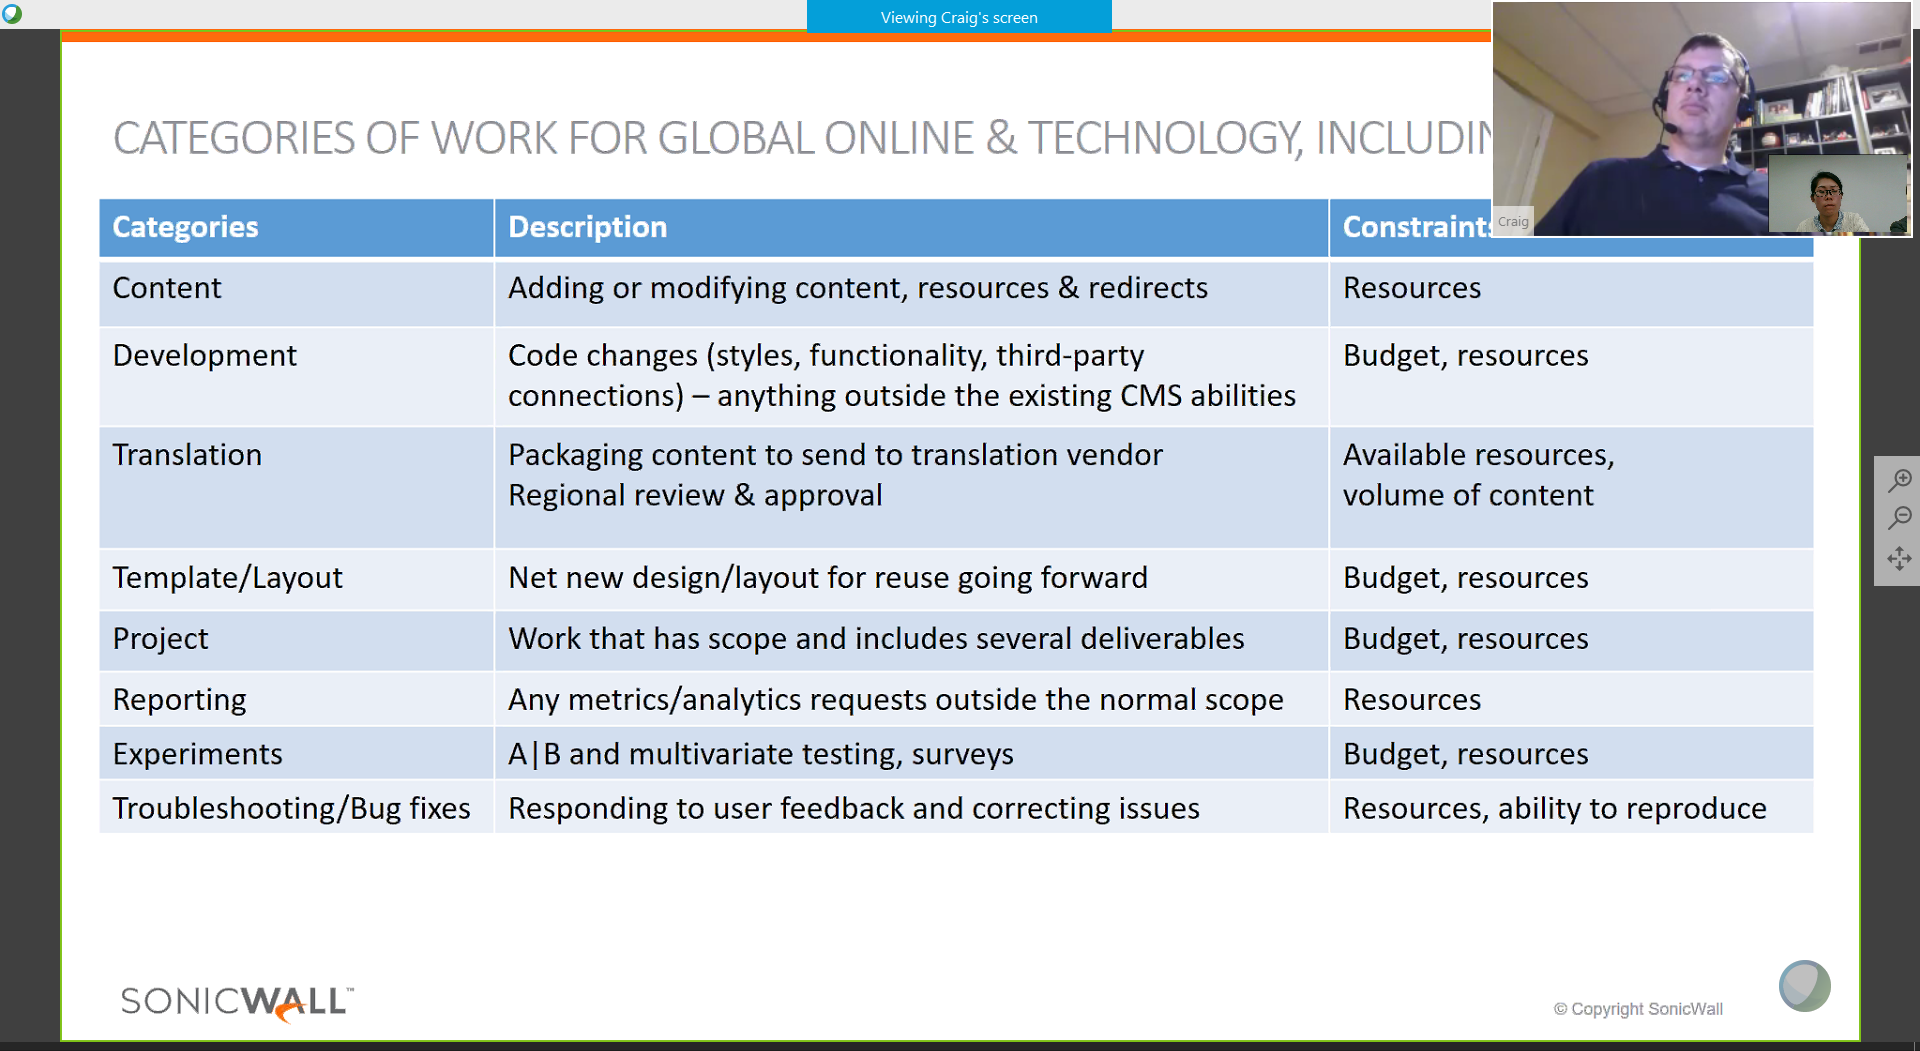 Viewing Craig's screen
CATEGORIES OF WORK FOR GLOBAL ONLINE & TECHNOLOGY,
Craig
Categories Description Constraints
Content Adding or modifying content, resources & redirects Resources
Development Code changes (styles, functionality, third-party Budget, resources
connections) – anything outside the existing CMS abilities
Translation Packaging content to send to translation vendor Available resources,
Regional review & approval volume of content
Template/Layout Net new design/layout for reuse going forward Budget, resources
Project Work that has scope and includes several deliverables Budget, resources
Reporting Any metrics/analytics requests outside the normal scope Resources
Experiments A|B and multivariate testing, surveys Budget, resources
Troubleshooting/Bug fixes Responding to user feedback and correcting issues Resources, ability to reproduce
SONICWALL™
© Copyright SonicWall